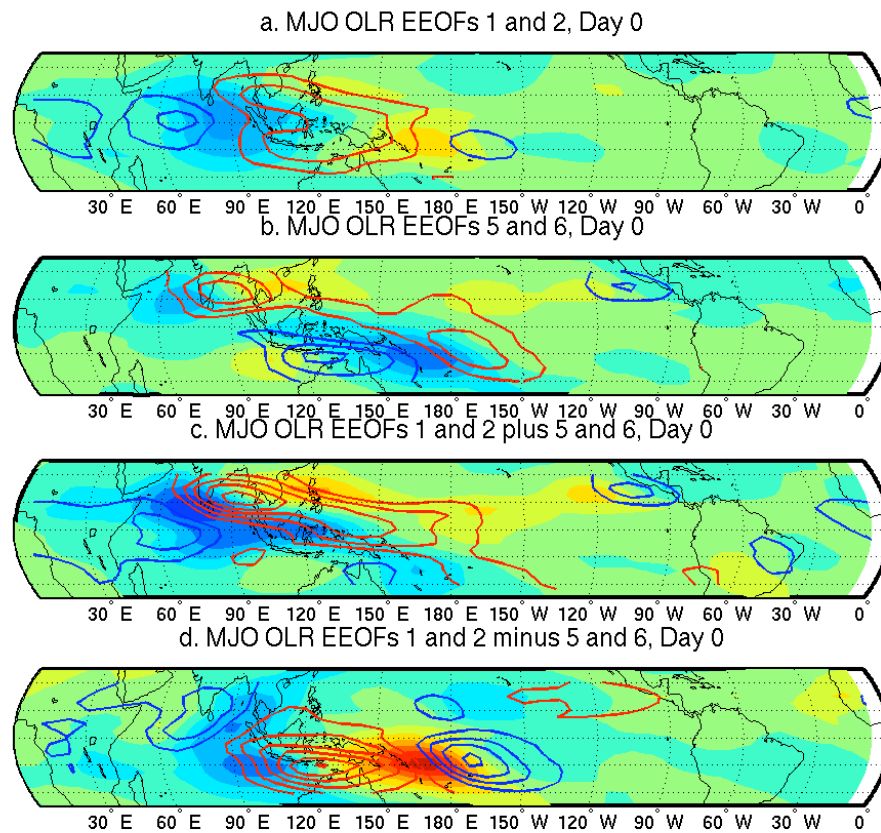 a. MJO OLR EEOFs 1 and 2, Day 0
30° E 60° E 90° E 120° E 150° E 180° W 150° W 120° W 90° W 60° W 30° W 0°
b. MJO OLR EEOFs 5 and 6, Day 0
30° E 60° E 90° E 120° E 150° E 180° W 150° W 120° W 90° W 60° W 30° W 0°
c. MJO OLR EEOFs 1 and 2 plus 5 and 6, Day 0
30° E 60° E 90° E 120° E 150° E 180° W 150° W 120° W 90° W 60° W 30° W 0°
d. MJO OLR EEOFs 1 and 2 minus 5 and 6, Day 0
30° E 60° E 90° E 120° E 150° E 180° W 150° W 120° W 90° W 60° W 30° W 0°